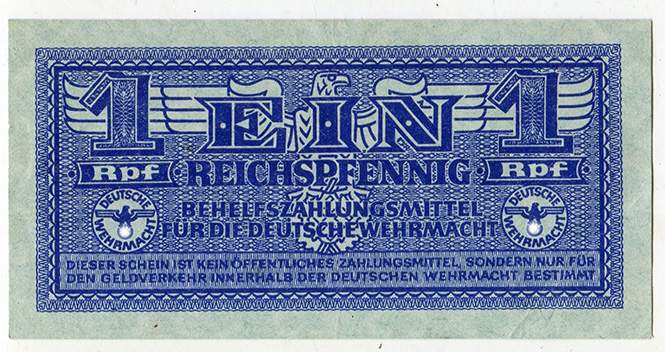 1 EIN 1
Rpf REICHSPFENNIG Rpf
BEHELFSZAHLUNGSMITTEL
FÜR DIE DEUTSCHE WEHRMACHT
DEUTSCHE WEHRMACHT
DEUTSCHE WEHRMACHT
DIESER SCHEIN IST KEIN ÖFFENTLICHES ZAHLUNGSMITTEL, SONDERN NUR FÜR
DEN GELDVERKEHR INNERHALB DER DEUTSCHEN WEHRMACHT BESTIMMT